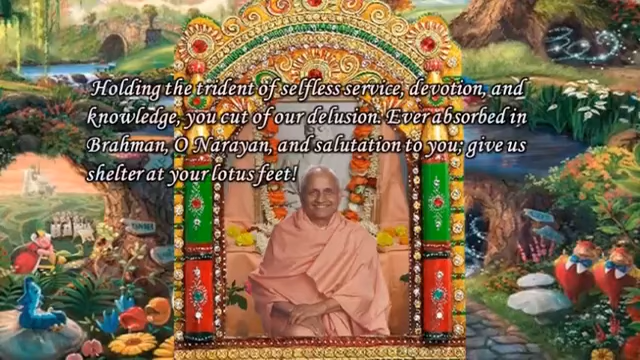 Holding the trident of selfless service, devotion, and
knowledge, you cut of our delusion. Ever absorbed in
Brahman, O Narayan, and salutation to you; give us
shelter at your lotus feet!